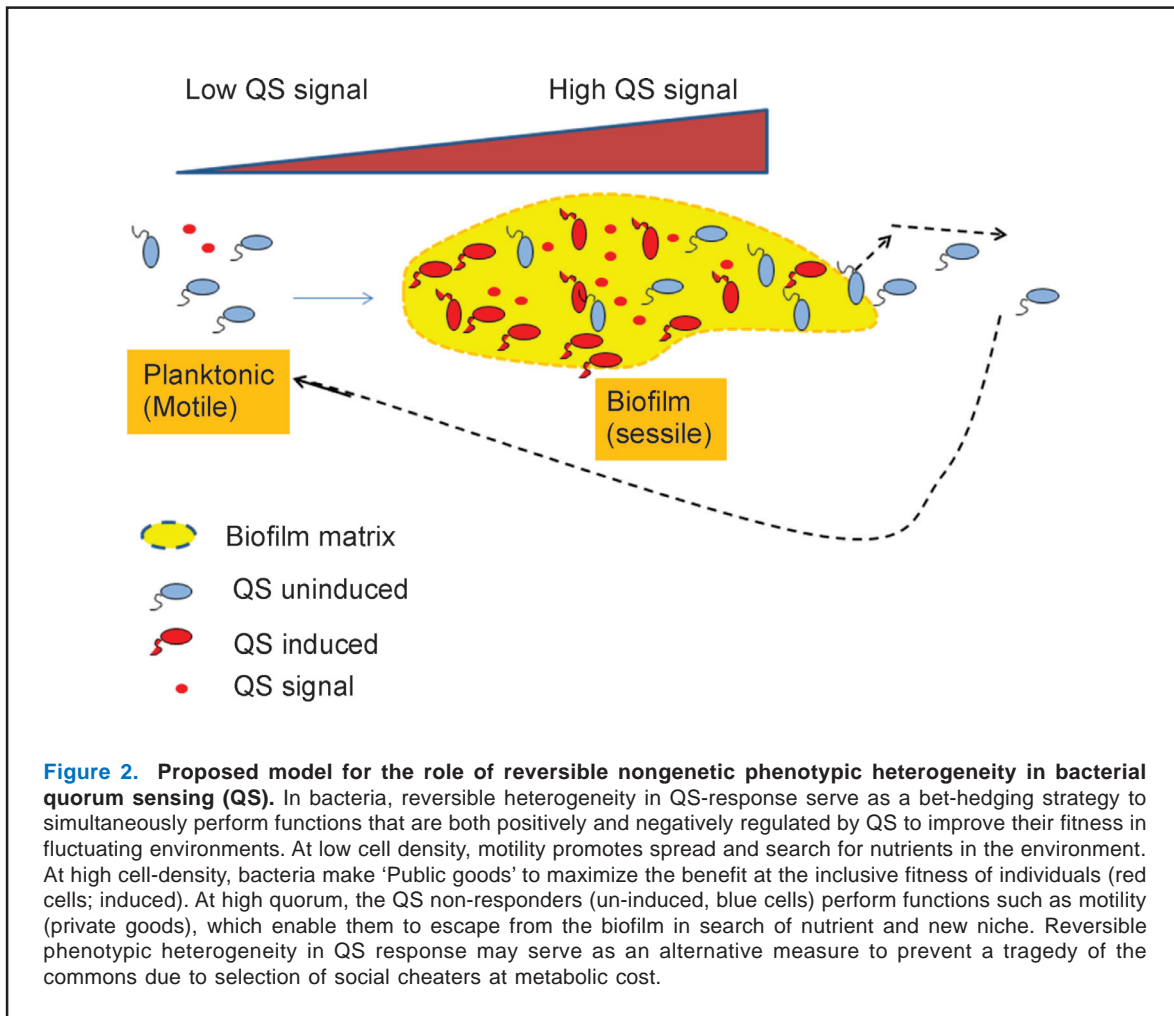 Low QS signal
High QS signal
Planktonic
(Motile)
Biofilm
(sessile)
Biofilm matrix
QS uninduced
QS induced
QS signal
Figure 2. Proposed model for the role of reversible nongenetic phenotypic heterogeneity in bacterial
quorum sensing (QS). In bacteria, reversible heterogeneity in QS-response serve as a bet-hedging strategy to
simultaneously perform functions that are both positively and negatively regulated by QS to improve their fitness in
fluctuating environments. At low cell density, motility promotes spread and search for nutrients in the environment.
At high cell-density, bacteria make ‘Public goods’ to maximize the benefit at the inclusive fitness of individuals (red
cells; induced). At high quorum, the QS non-responders (un-induced, blue cells) perform functions such as motility
(private goods), which enable them to escape from the biofilm in search of nutrient and new niche. Reversible
phenotypic heterogeneity in QS response may serve as an alternative measure to prevent a tragedy of the
commons due to selection of social cheaters at metabolic cost.